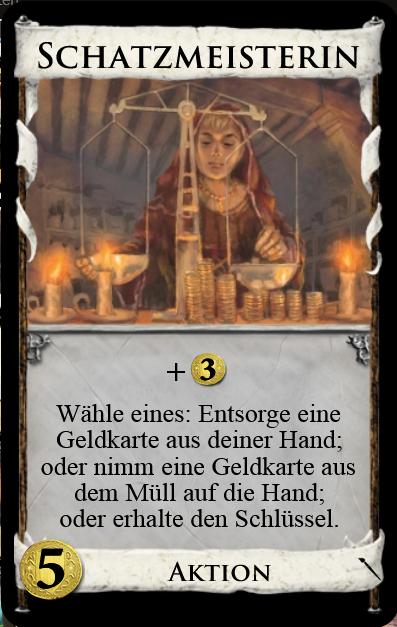 SCHATZMEISTERIN
+ 3
Wähle eines: Entsorge eine
Geldkarte aus deiner Hand;
oder nimm eine Geldkarte aus
dem Müll auf die Hand;
oder erhalte den Schlüssel.
5 AKTION